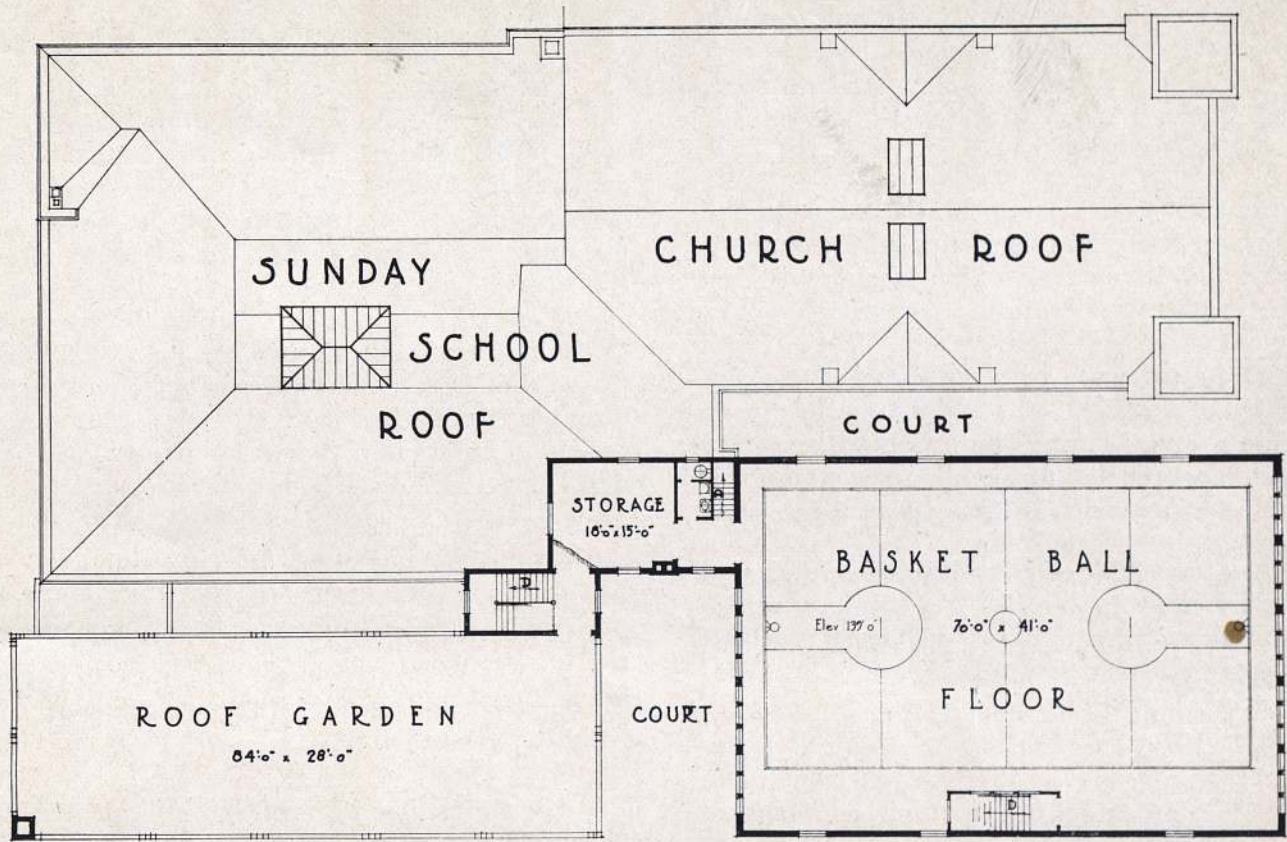 CHURCH ROOF
SUNDAY
SCHOOL
ROOF
COURT
STORAGE
18'-0" x 15'-0"
D
BASKET BALL
D
Elev 139' 0"
70'-0" x 41'-0"
FLOOR
ROOF GARDEN
84'-0" x 28'-0"
COURT
D